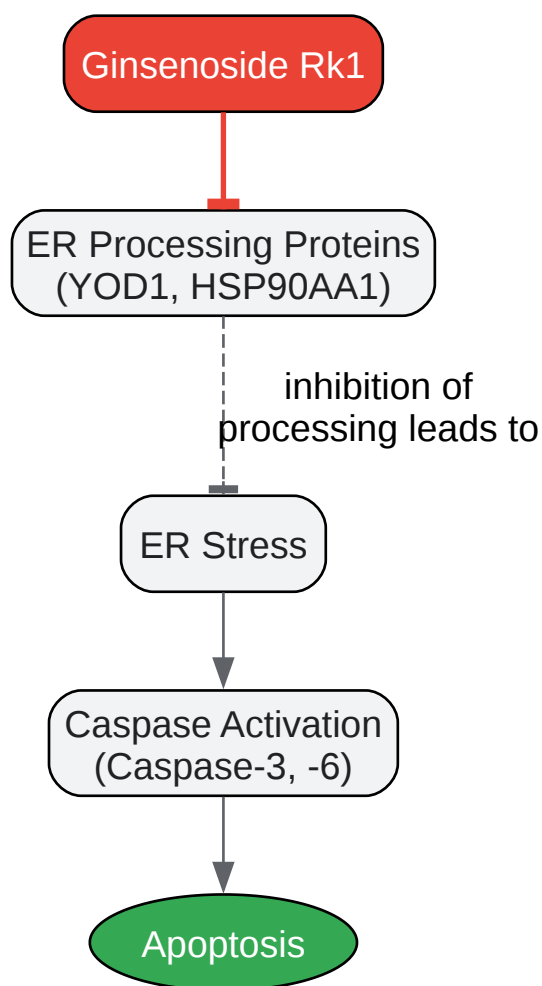 Ginsenoside Rk1
ER Processing Proteins
(YOD1, HSP90AA1)
inhibition of
processing leads to
ER Stress
Caspase Activation
(Caspase-3, -6)
Apoptosis